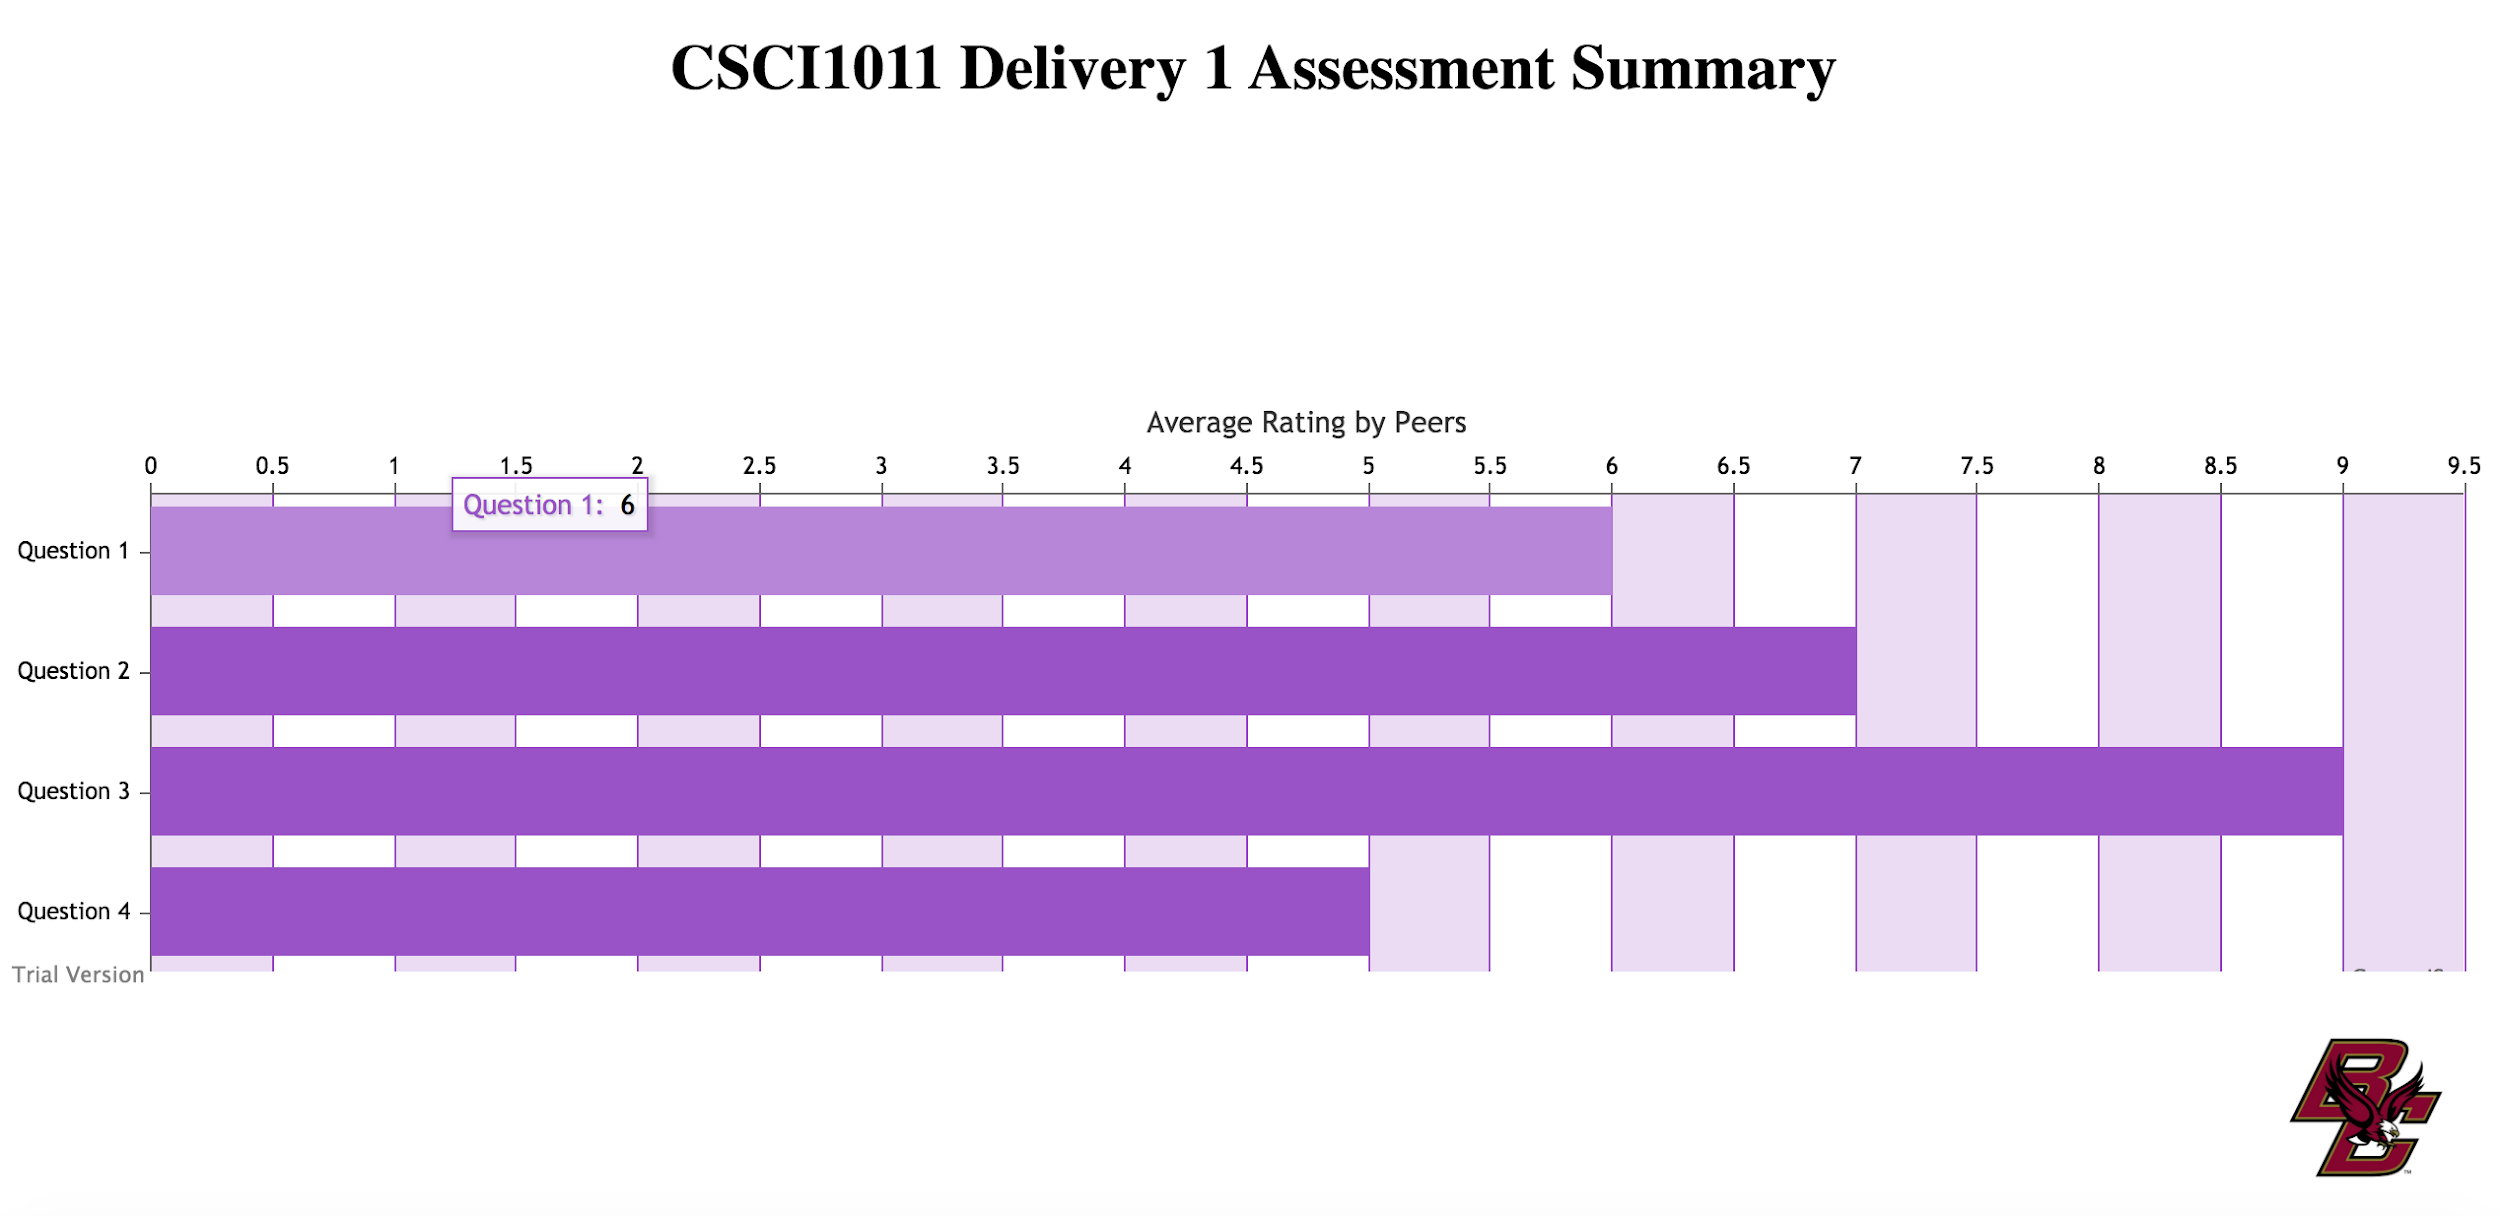 CSCI1011 Delivery 1 Assessment Summary
Average Rating by Peers
0 0.5 1 1.5 2 2.5 3 3.5 4 4.5 5 5.5 6 6.5 7 7.5 8 8.5 9 9.5
Question 1: 6
Question 1
Question 2
Question 3
Question 4
Trial Version
BC
TM